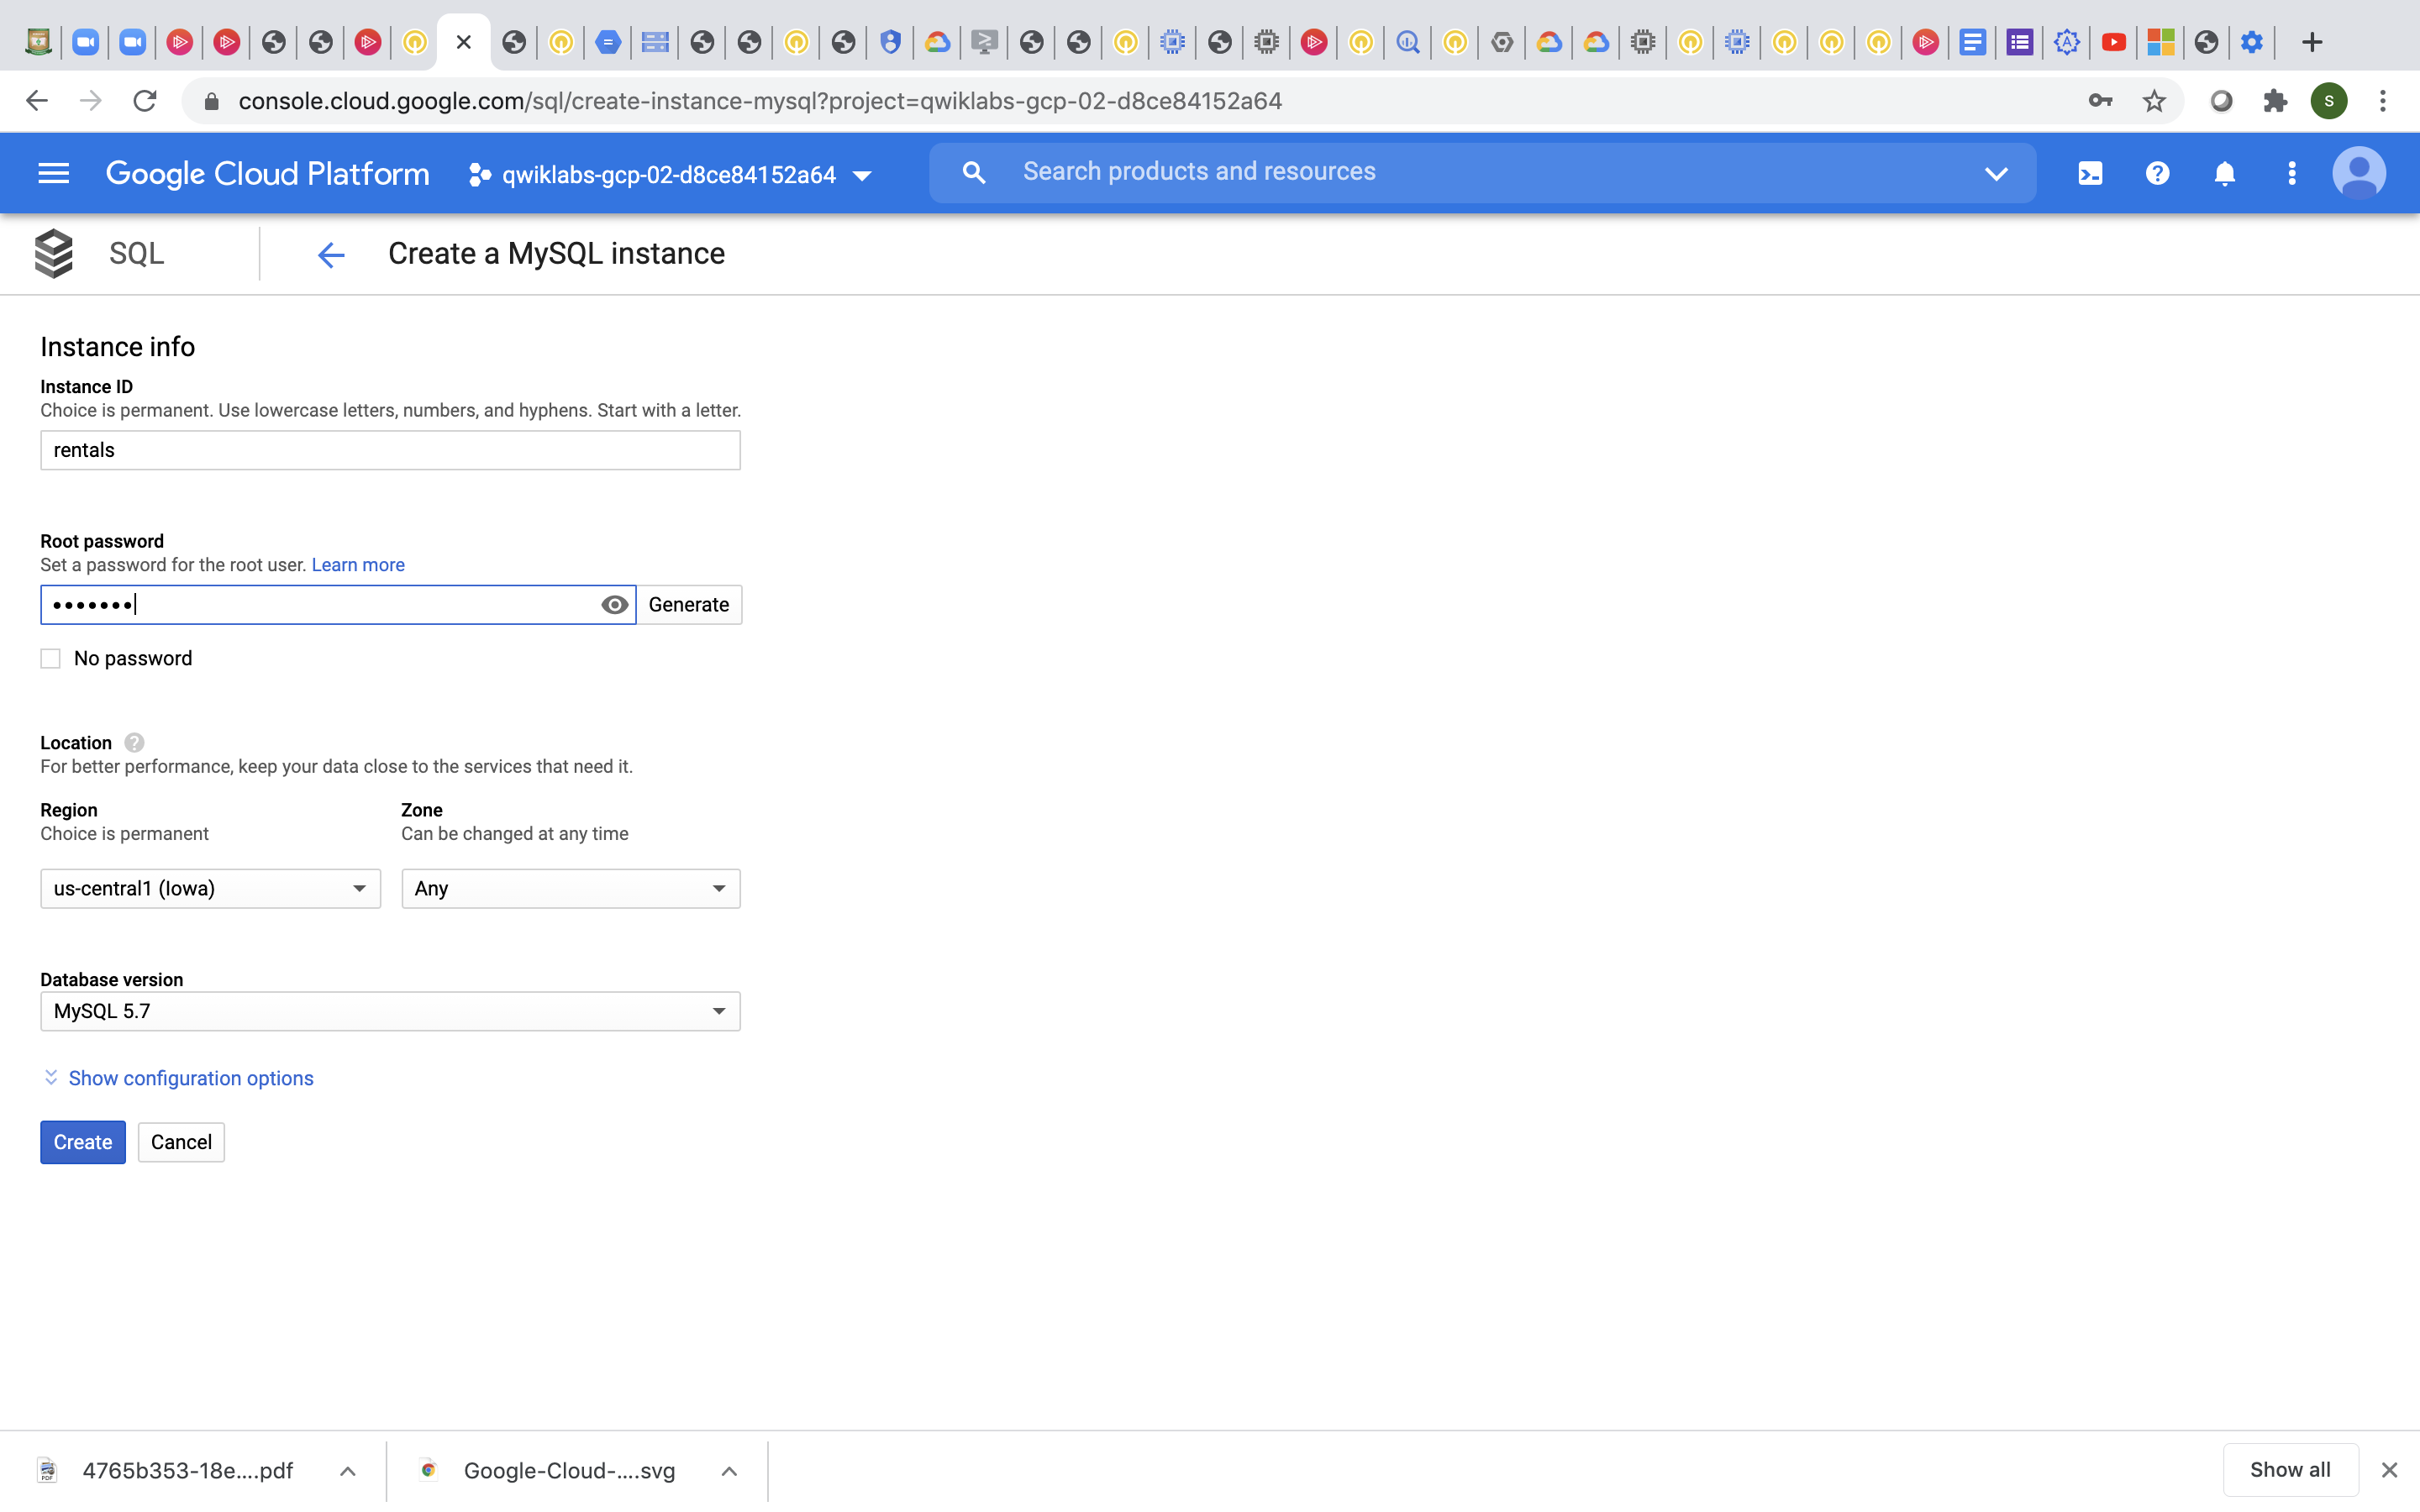 console.cloud.google.com/sql/create-instance-mysql?project=qwiklabs-gcp-02-d8ce84152a64
S
Google Cloud Platform
qwiklabs-gcp-02-d8ce84152a64
Search products and resources
SQL
Create a MySQL instance
Instance info
Instance ID
Choice is permanent. Use lowercase letters, numbers, and hyphens. Start with a letter.
rentals
Root password
Set a password for the root user. Learn more
•••••••
Generate
No password
Location
For better performance, keep your data close to the services that need it.
Region Zone
Choice is permanent Can be changed at any time
us-central1 (Iowa) Any
Database version
MySQL 5.7
Show configuration options
Create Cancel
4765b353-18e....pdf Google-Cloud-....svg Show all